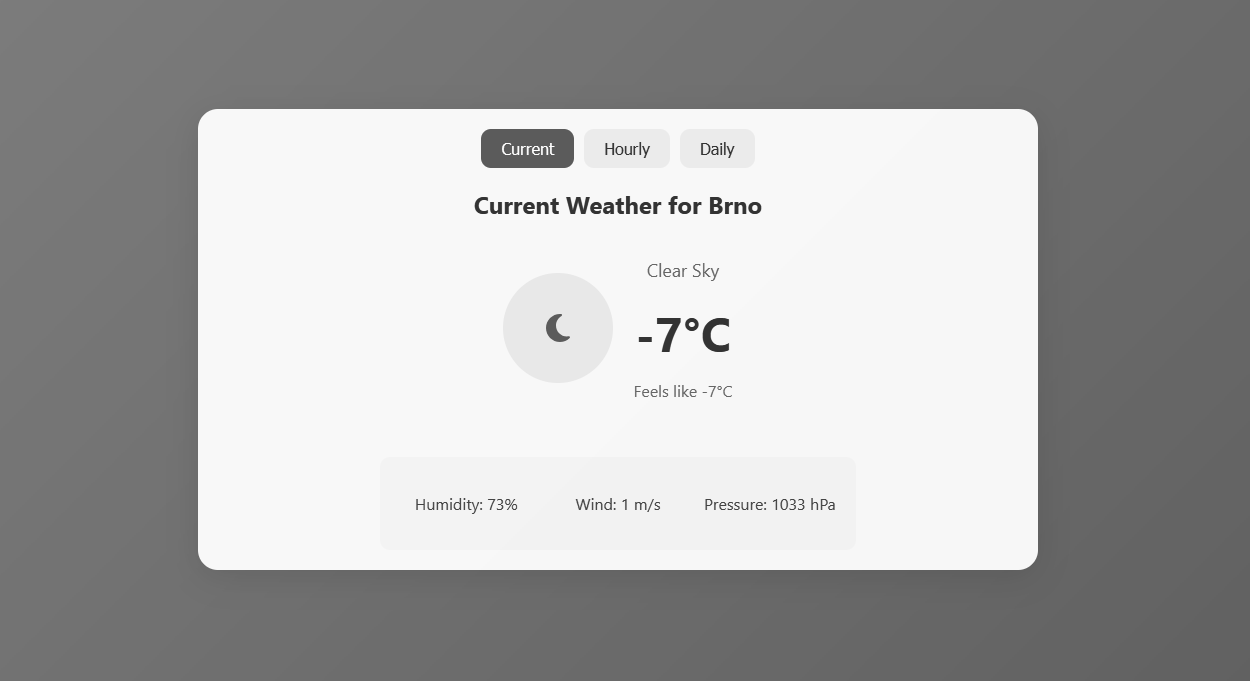 Current Hourly Daily
Current Weather for Brno
Clear Sky
-7°C
Feels like -7°C
Humidity: 73% Wind: 1 m/s Pressure: 1033 hPa